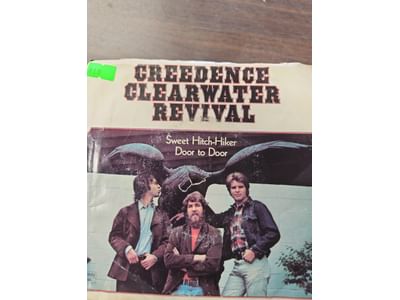 CREEDENCE
CLEARWATER
REVIVAL
Sweet Hitch-Hiker
Door to Door